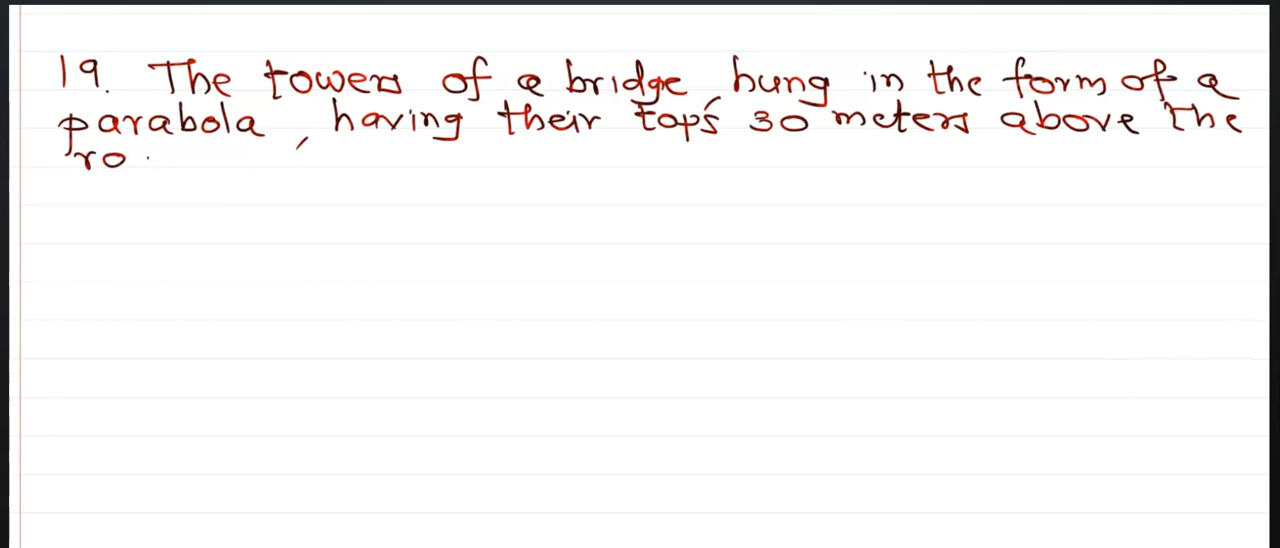 19. The towers of a bridge, hung in the form of a
parabola, having their tops 30 meters above the
ro